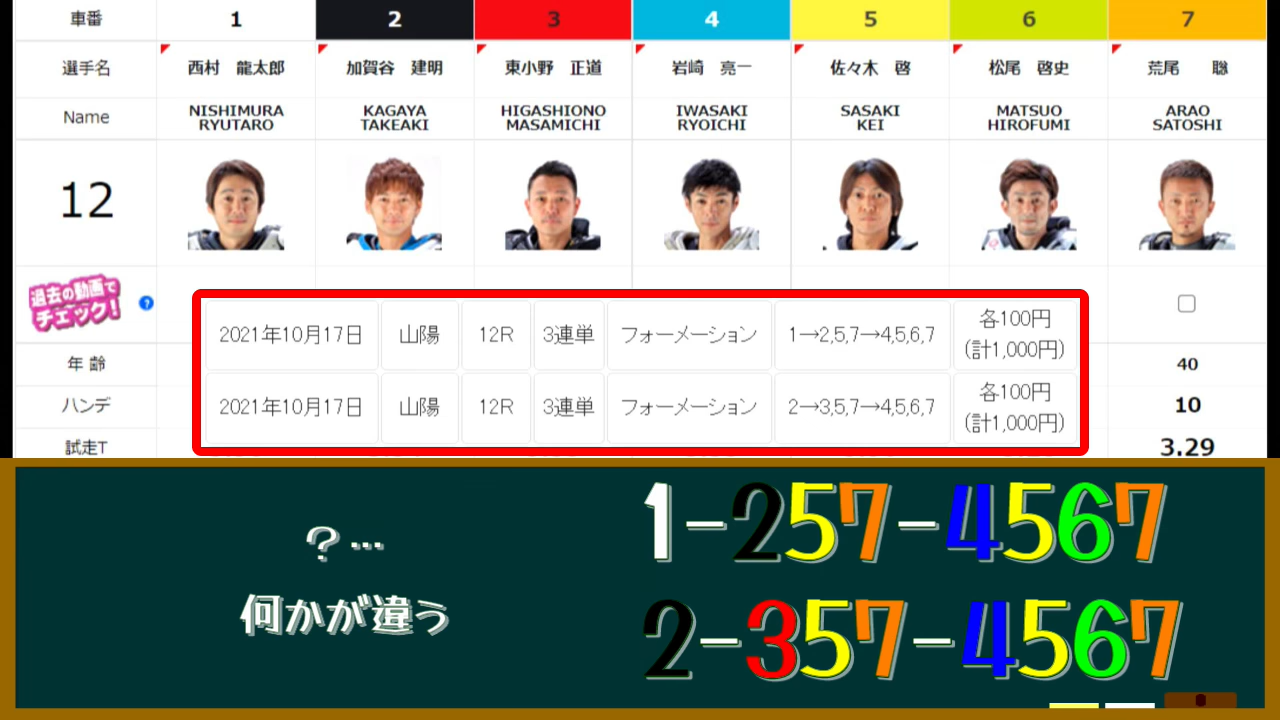 車番 1 2 3 4 5 6 7
選手名 西村 龍太郎 加賀谷 建明 東小野 正道 岩崎 亮一 佐々木 啓 松尾 啓史 荒尾 聡
Name NISHIMURA RYUTARO KAGAYA TAKEAKI HIGASHIONO MASAMICHI IWASAKI RYOICHI SASAKI KEI MATSUO HIROFUMI ARAO SATOSHI
12
過去の動画で
チェック!
?
2021年10月17日 山陽 12R 3連単 フォーメーション 1→2,5,7→4,5,6,7 各100円 (計1,000円)
2021年10月17日 山陽 12R 3連単 フォーメーション 2→3,5,7→4,5,6,7 各100円 (計1,000円)
年 齢 40
ハンデ 10
試走T 3.29
?…
何かが違う
1-257-4567
2-357-4567